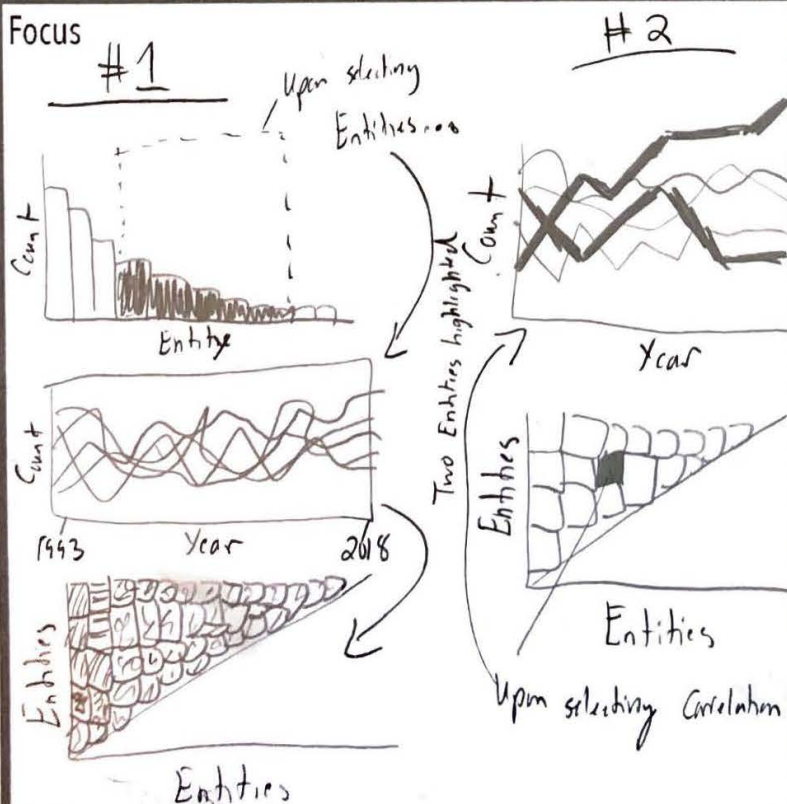 Focus
#1
Upon selecting
Entities...
Count
Entity
Count
1993
Year
2018
Entities
Entities
#2
Count
Two Entities highlighted
Year
Entities
Entities
Upon selecting Correlation